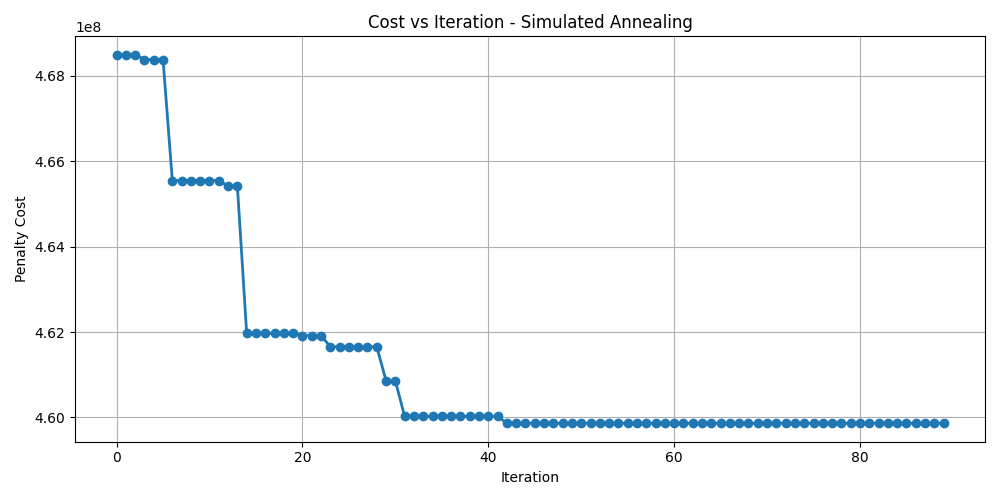 Cost vs Iteration - Simulated Annealing
1e8
4.68
4.66
4.64
4.62
4.60
Penalty Cost
0 20 40 60 80
Iteration